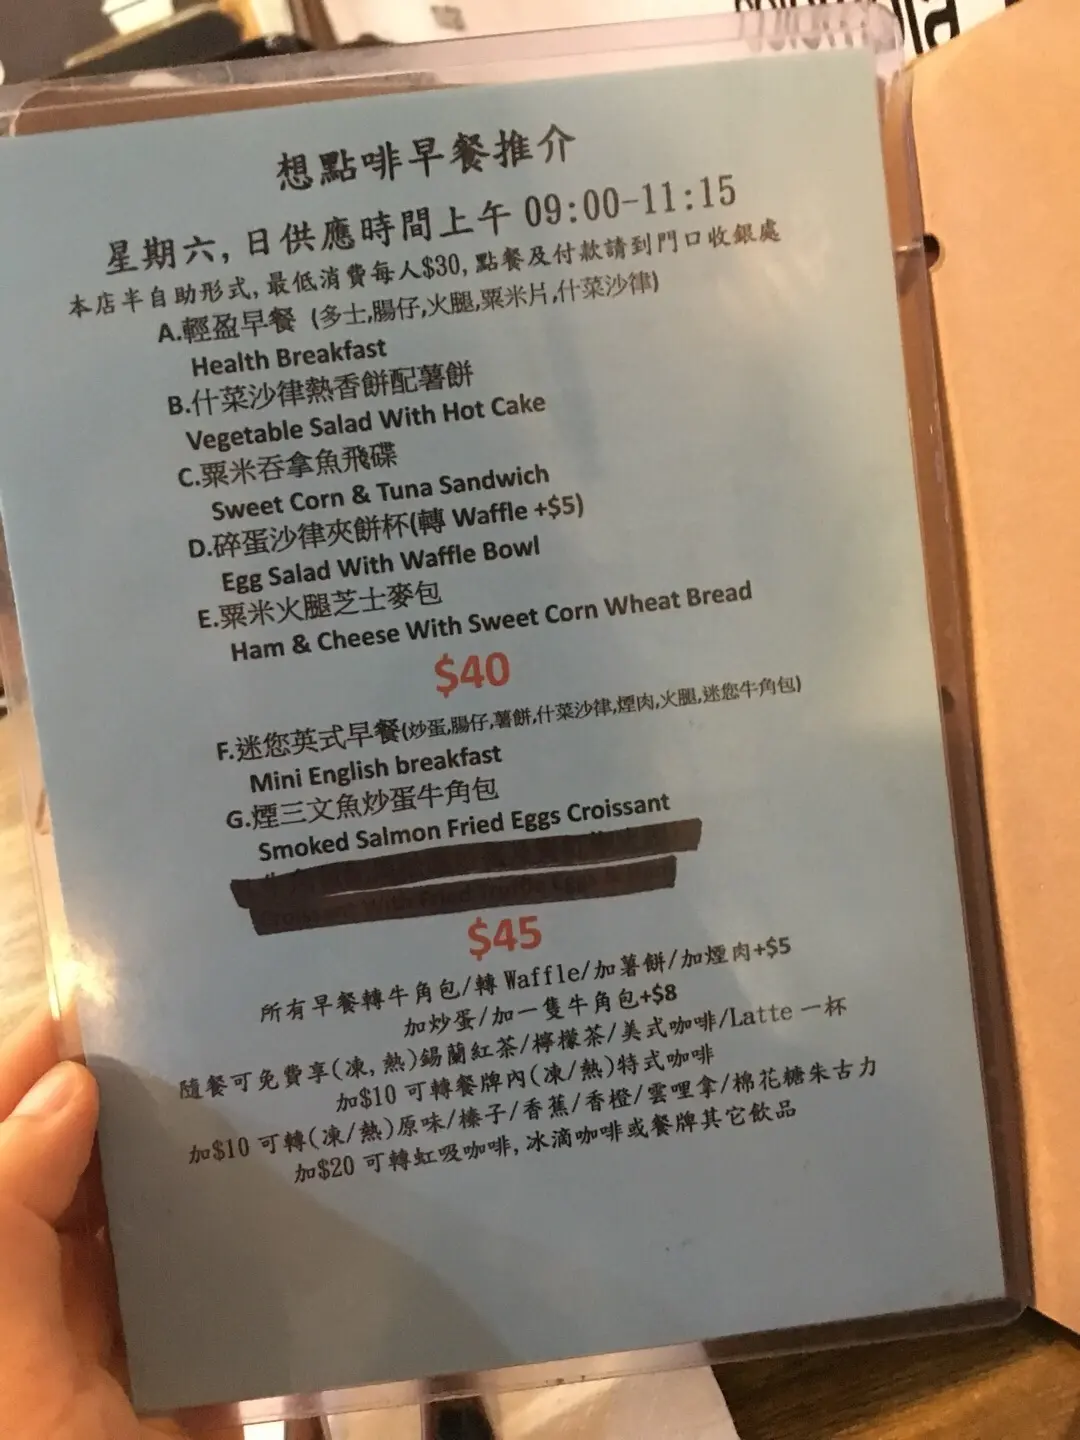 想點啡早餐推介
星期六,日供應時間上午 09:00-11:15
本店半自助形式,最低消費每人$30,點餐及付款請到門口收銀處
A.輕盈早餐 (多士,腸仔,火腿,粟米片,什菜沙律)
Health Breakfast
B.什菜沙律熱香餅配薯餅
Vegetable Salad With Hot Cake
C.粟米吞拿魚飛碟
Sweet Corn & Tuna Sandwich
D.碎蛋沙律夾餅杯(轉 Waffle +$5)
Egg Salad With Waffle Bowl
E.粟米火腿芝士麥包
Ham & Cheese With Sweet Corn Wheat Bread
$40
F.迷您英式早餐(炒蛋,腸仔,薯餅,什菜沙律,煙肉,火腿,迷您牛角包)
Mini English breakfast
G.煙三文魚炒蛋牛角包
Smoked Salmon Fried Eggs Croissant
Croissant With Fried Truffle Eggs &
$45
所有早餐轉牛角包/轉 Waffle/加薯餅/加煙肉+$5
加炒蛋/加一隻牛角包+$8
隨餐可免費享(凍,熱)錫蘭紅茶/檸檬茶/美式咖啡/Latte 一杯
加$10 可轉餐牌內(凍/熱)特式咖啡
加$10 可轉(凍/熱)原味/榛子/香蕉/香橙/雲哩拿/棉花糖朱古力
加$20 可轉虹吸咖啡,冰滴咖啡或餐牌其它飲品